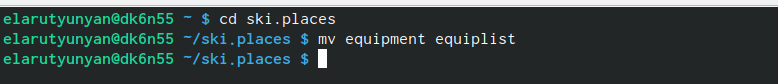 elarutyunyan@dk6n55 ~ $ cd ski.places
elarutyunyan@dk6n55 ~/ski.places $ mv equipment equiplist
elarutyunyan@dk6n55 ~/ski.places $